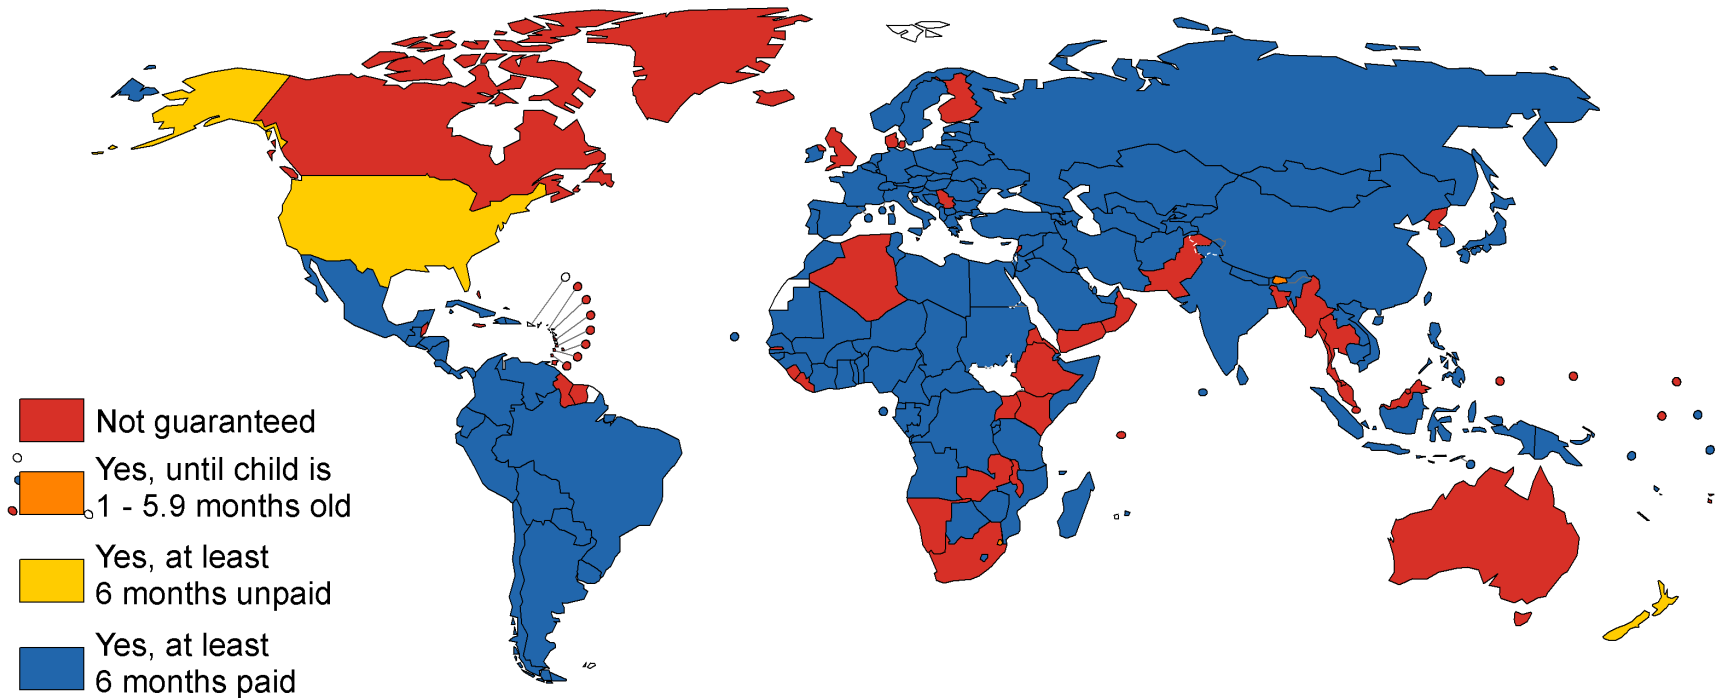 Not guaranteed
Yes, until child is
1 - 5.9 months old
Yes, at least
6 months unpaid
Yes, at least
6 months paid